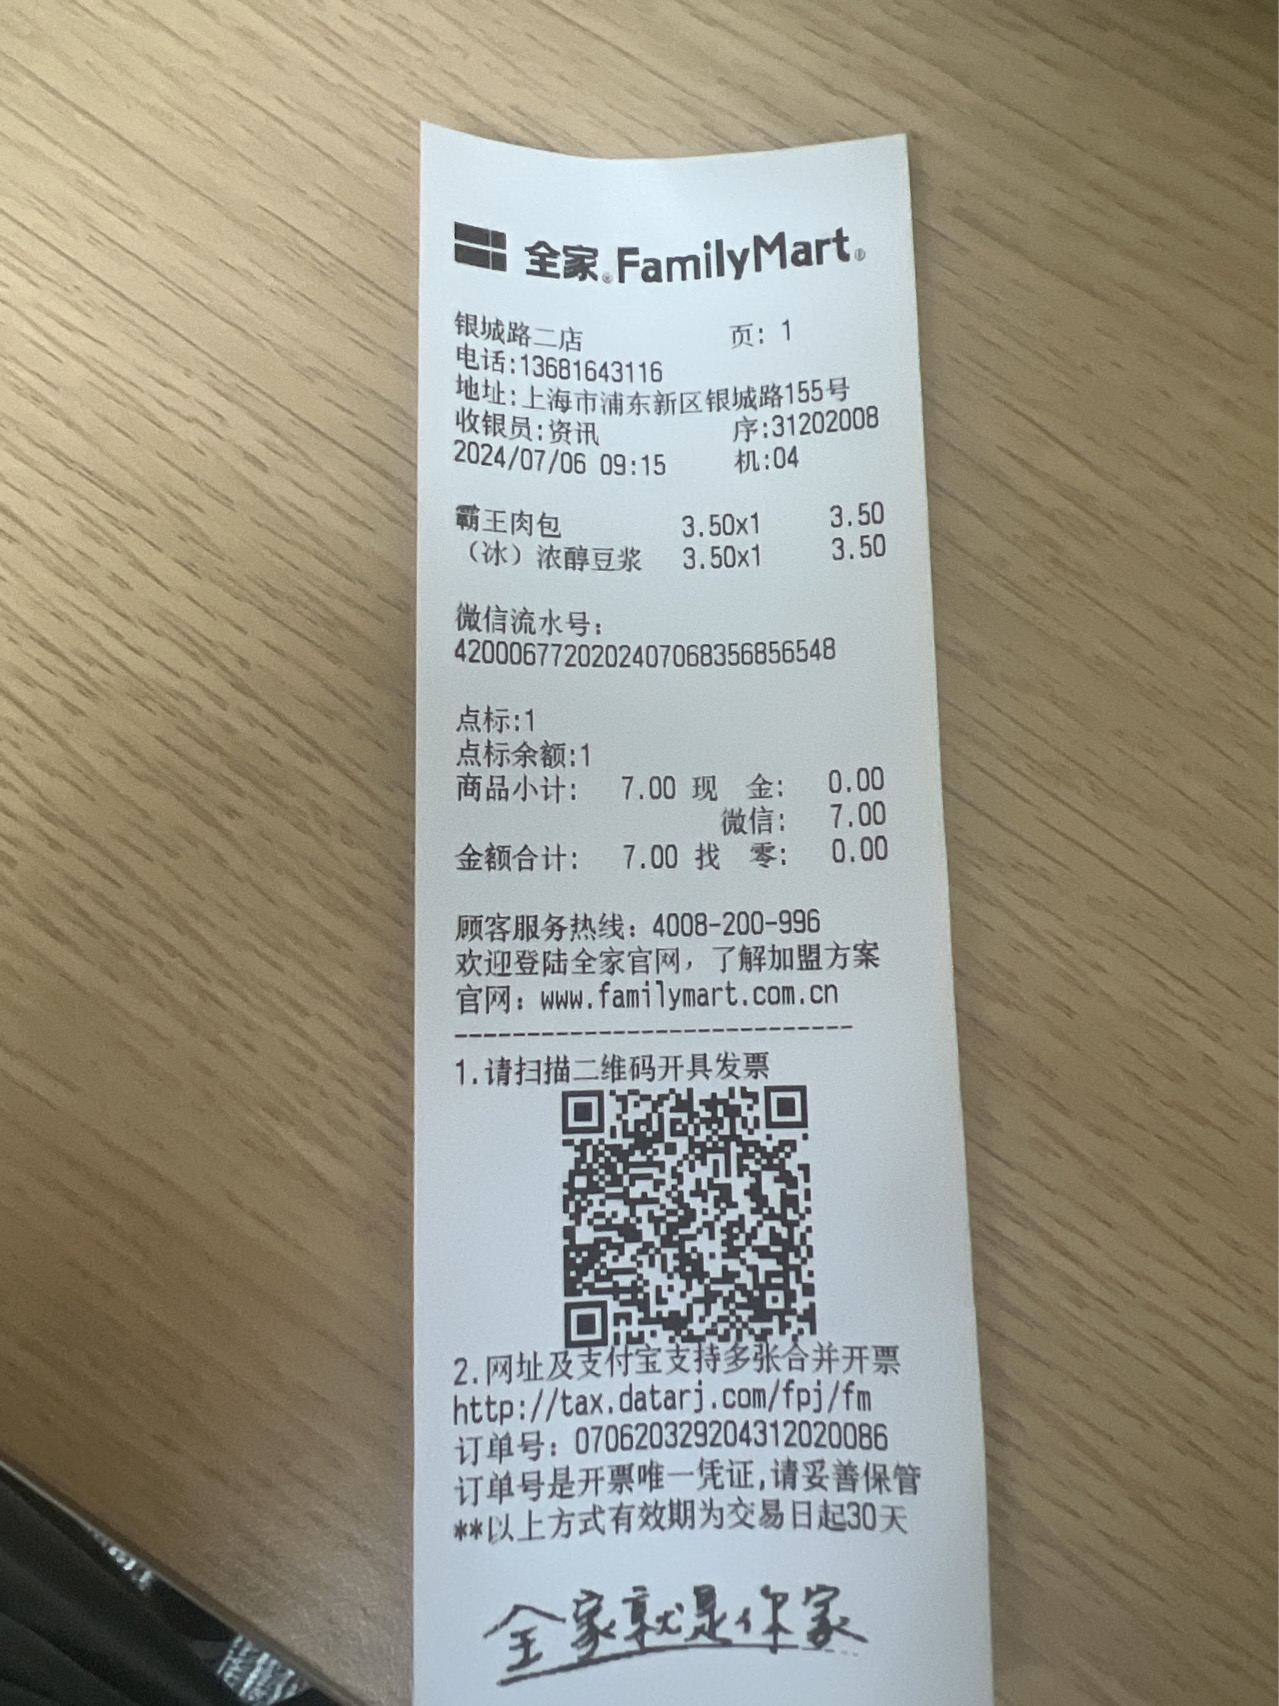 全家 FamilyMart
银城路二店 页: 1
电话:13681643116
地址:上海市浦东新区银城路155号
收银员:资讯 序:31202008
2024/07/06 09:15 机:04
霸王肉包 3.50x1 3.50
（冰）浓醇豆浆 3.50x1 3.50
微信流水号:
4200067720202407068356856548
点标:1
点标余额:1
商品小计: 7.00 现 金: 0.00
微信: 7.00
金额合计: 7.00 找 零: 0.00
顾客服务热线: 4008-200-996
欢迎登陆全家官网，了解加盟方案
官网: www.familymart.com.cn
----------------------------
1.请扫描二维码开具发票
2.网址及支付宝支持多张合并开票
http://tax.datarj.com/fpj/fm
订单号: 070620329204312020086
订单号是开票唯一凭证,请妥善保管
**以上方式有效期为交易日起30天
全家就是你家